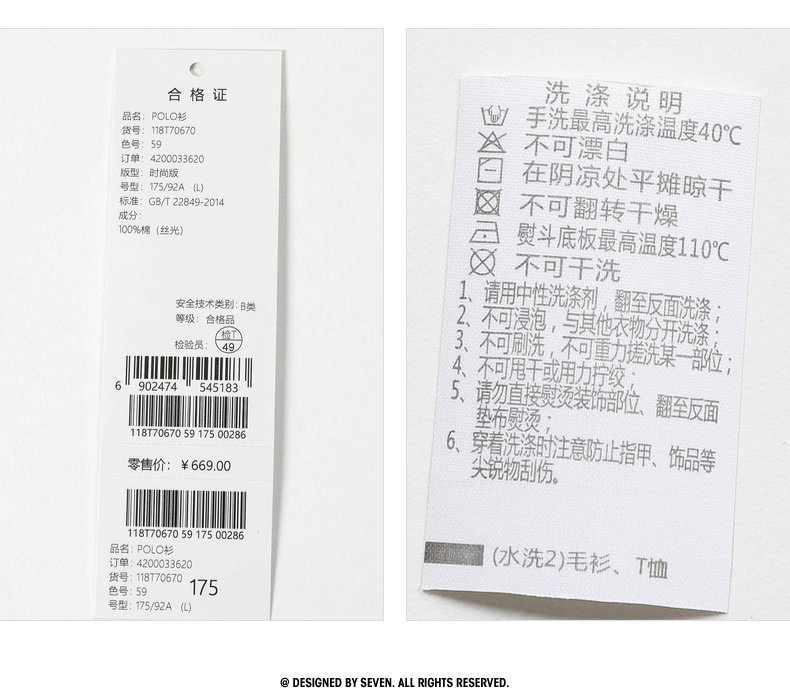 合格证
品名: POLO衫
货号: 118T70670
色号: 59
订单: 4200033620
版型: 时尚版
号型: 175/92A (L)
标准: GB/T 22849-2014
成分:
100%棉（丝光）
安全技术类别: B类
等级: 合格品
检验员: 检T 49
6 902474 545183
118T70670 59 175 00286
零售价: ¥669.00
118T70670 59 175 00286
品名: POLO衫
订单: 4200033620
货号: 118T70670
色号: 59
175
号型: 175/92A (L)
洗涤说明
手洗最高洗涤温度40℃
不可漂白
在阴凉处平摊晾干
不可翻转干燥
熨斗底板最高温度110℃
不可干洗
1、请用中性洗涤剂，翻至反面洗涤；
2、不可浸泡，与其他衣物分开洗涤；
3、不可刷洗，不可重力搓洗某一部位；
4、不可甩干或用力拧绞；
5、请勿直接熨烫装饰部位、翻至反面
垫布熨烫；
6、穿着洗涤时注意防止指甲、饰品等
尖锐物刮伤。
(水洗2)毛衫、T恤
@ DESIGNED BY SEVEN. ALL RIGHTS RESERVED.